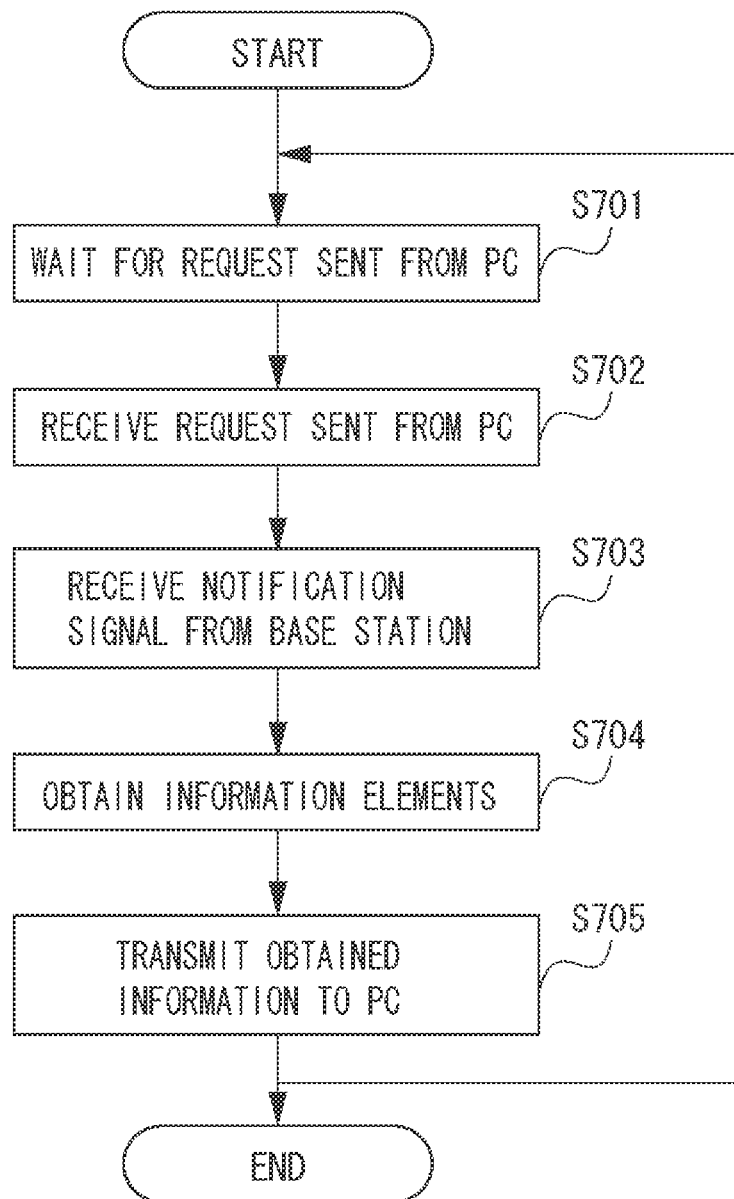 START
S701
WAIT FOR REQUEST SENT FROM PC
S702
RECEIVE REQUEST SENT FROM PC
S703
RECEIVE NOTIFICATION
SIGNAL FROM BASE STATION
S704
OBTAIN INFORMATION ELEMENTS
S705
TRANSMIT OBTAINED
INFORMATION TO PC
END